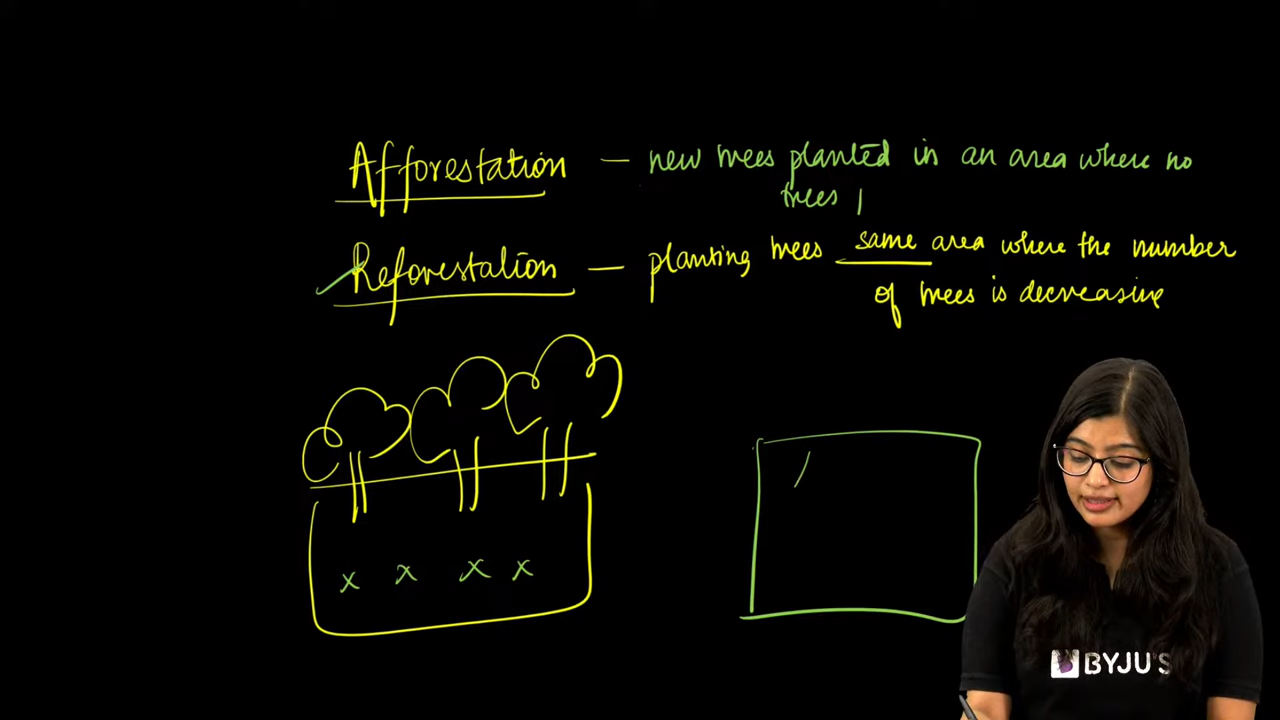 Afforestation — new trees planted in an area where no
trees
Reforestation — planting trees same area where the number
of trees is decreasing
x x x x
BYJU'S